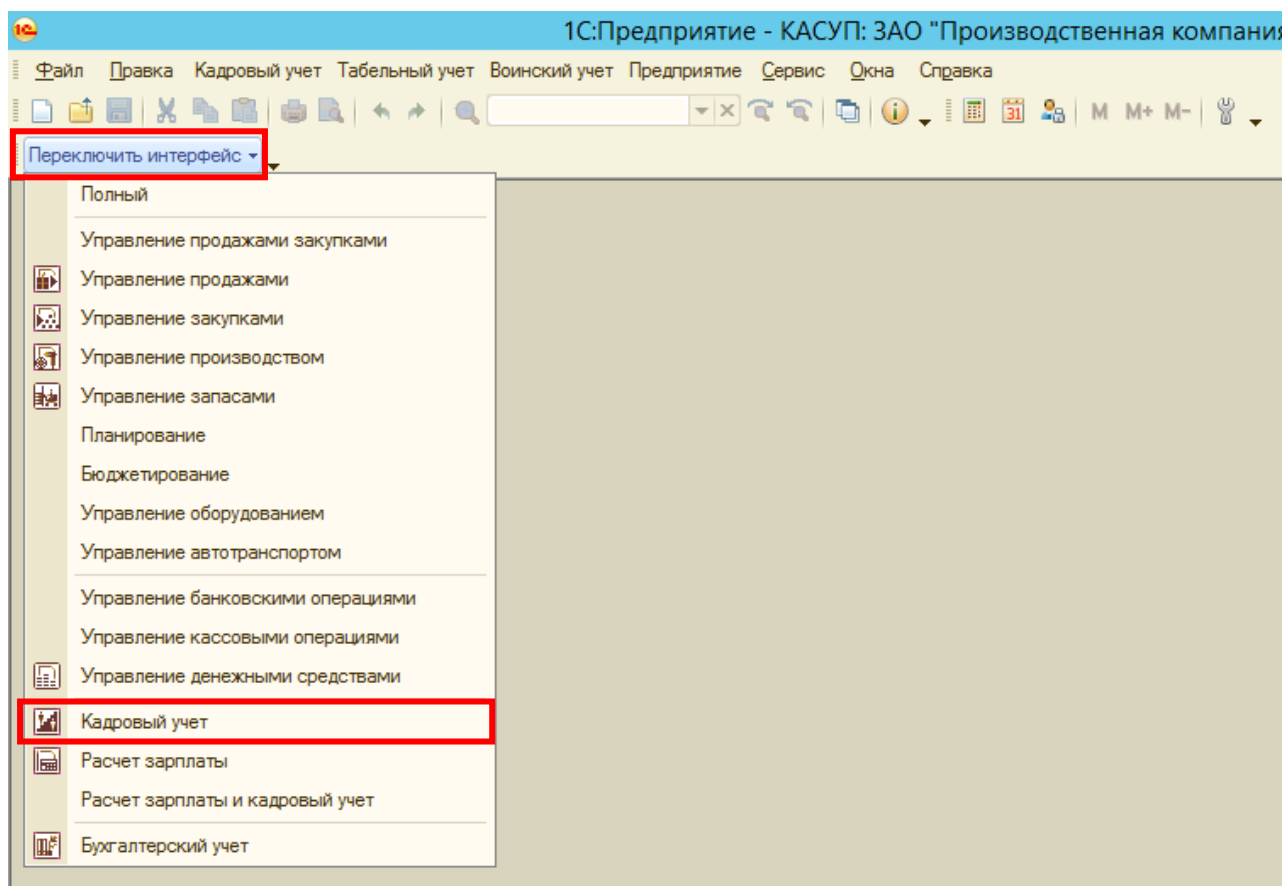 1С:Предприятие - КАСУП: ЗАО "Производственная компания
Файл Правка Кадровый учет Табельный учет Воинский учет Предприятие Сервис Окна Справка
31 M M+ M-
Переключить интерфейс
Полный
Управление продажами закупками
Управление продажами
Управление закупками
Управление производством
Управление запасами
Планирование
Бюджетирование
Управление оборудованием
Управление автотранспортом
Управление банковскими операциями
Управление кассовыми операциями
Управление денежными средствами
Кадровый учет
Расчет зарплаты
Расчет зарплаты и кадровый учет
Бухгалтерский учет